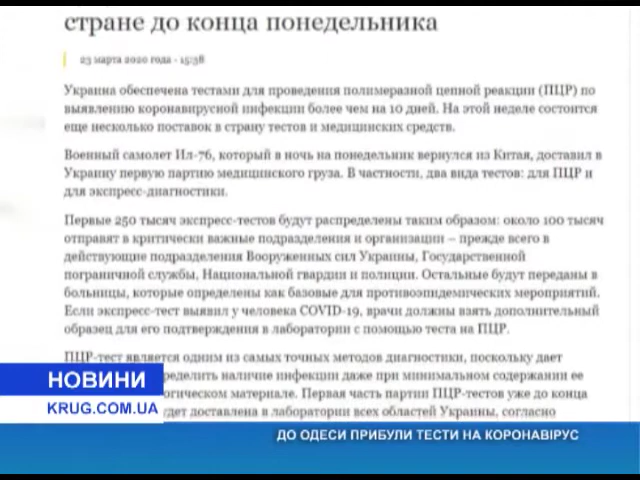 стране до конца понедельника
23 марта 2020 года - 15:38
Украина обеспечена тестами для проведения полимеразной цепной реакции (ПЦР) по
выявлению коронавирусной инфекции более чем на 10 дней. На этой неделе состоится
еще несколько поставок в страну тестов и медицинских средств.
Военный самолет Ил-76, который в ночь на понедельник вернулся из Китая, доставил в
Украину первую партию медицинского груза. В частности, два вида тестов: для ПЦР и
для экспресс-диагностики.
Первые 250 тысяч экспресс-тестов будут распределены таким образом: около 100 тысяч
отправят в критически важные подразделения и организации – прежде всего в
действующие подразделения Вооруженных сил Украины, Государственной
пограничной службы, Национальной гвардии и полиции. Остальные будут переданы в
больницы, которые определены как базовые для противоэпидемических мероприятий.
Если экспресс-тест выявил у человека COVID-19, врачи должны взять дополнительный
образец для его подтверждения в лаборатории с помощью теста на ПЦР.
ПЦР-тест является одним из самых точных методов диагностики, поскольку дает
ределить наличие инфекции даже при минимальном содержании ее
огическом материале. Первая часть партии ПЦР-тестов уже до конца
удет доставлена в лаборатории всех областей Украины, согласно
НОВИНИ
KRUG.COM.UA
ДО ОДЕСИ ПРИБУЛИ ТЕСТИ НА КОРОНАВІРУС